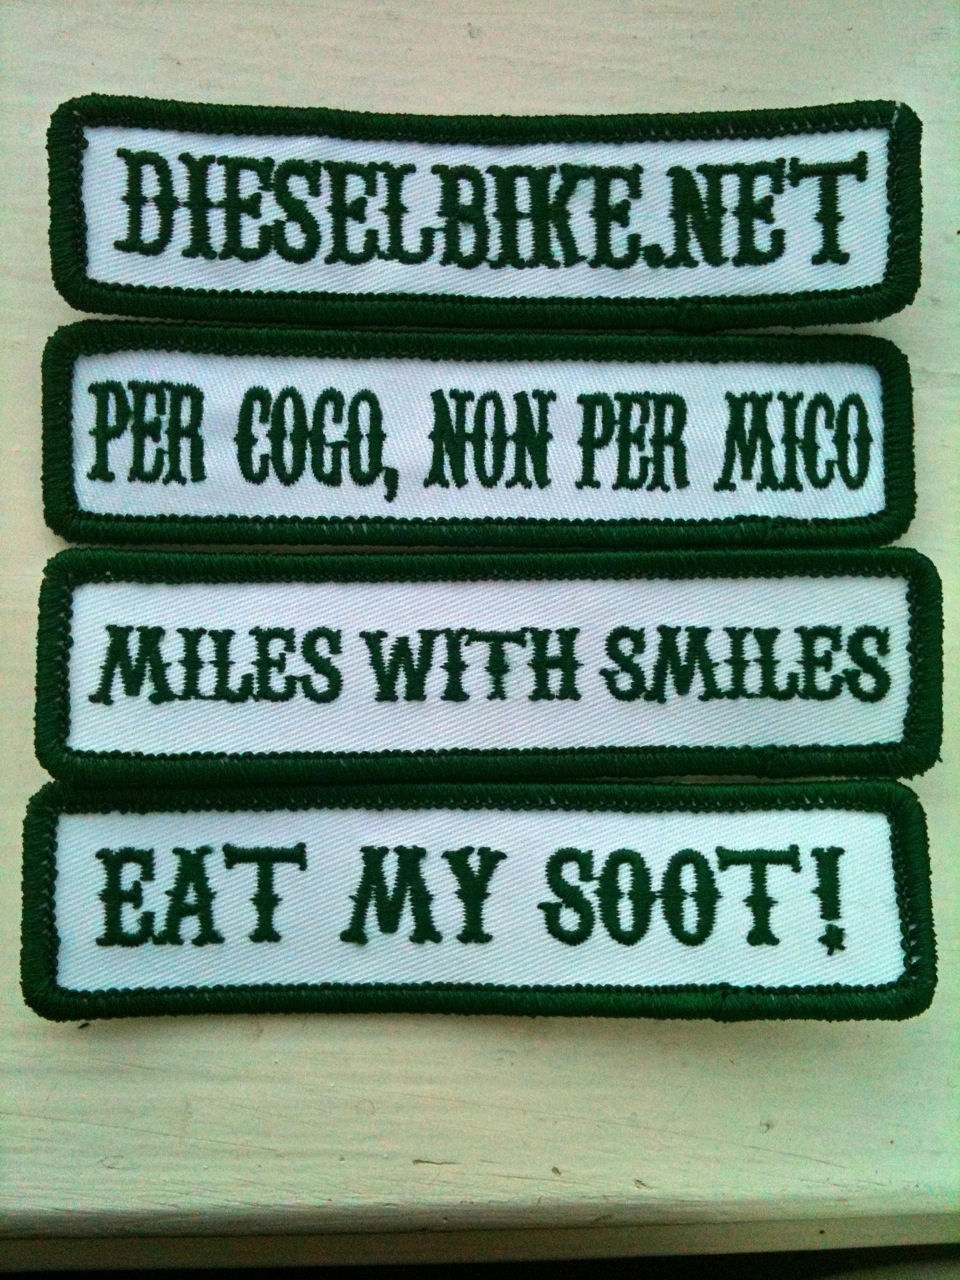 DIESELBIKE.NET
PER COGO, NON PER MICO
MILES WITH SMILES
EAT MY SOOT!